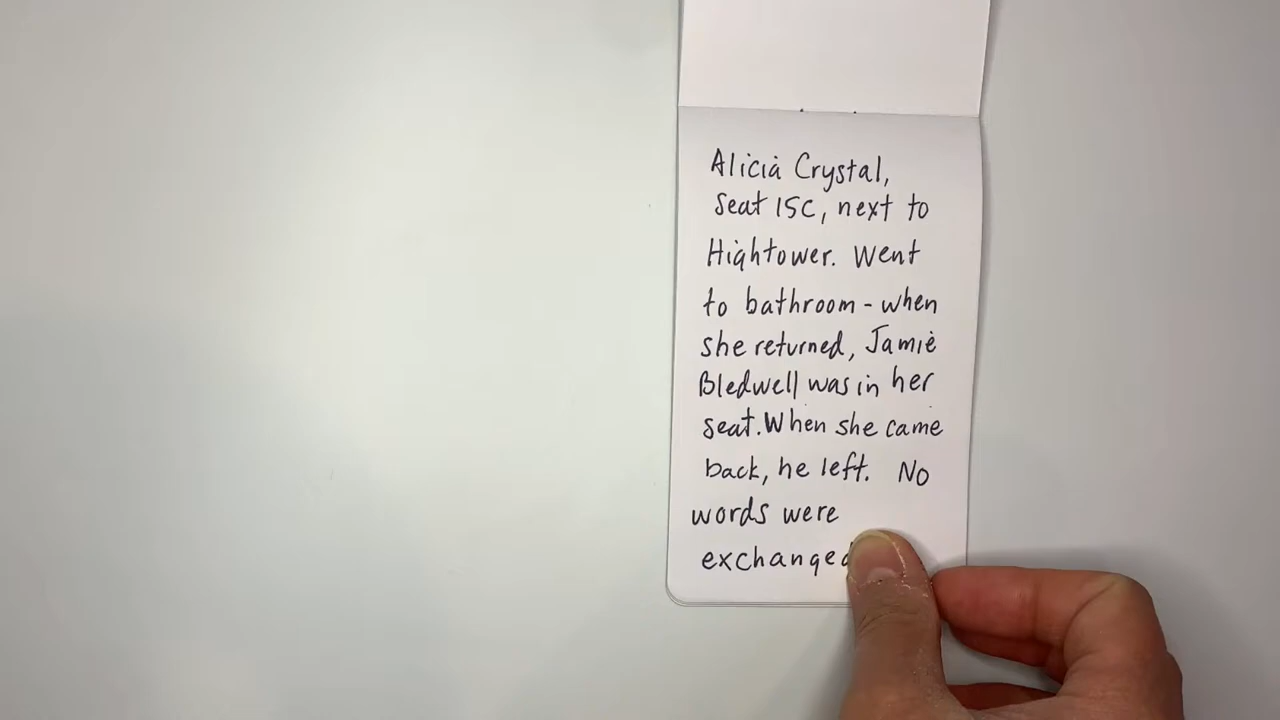 Alicia Crystal,
Seat 15C, next to
Hightower. Went
to bathroom - when
she returned, Jamie
Bledwell was in her
seat. When she came
back, he left. No
words were
exchanged